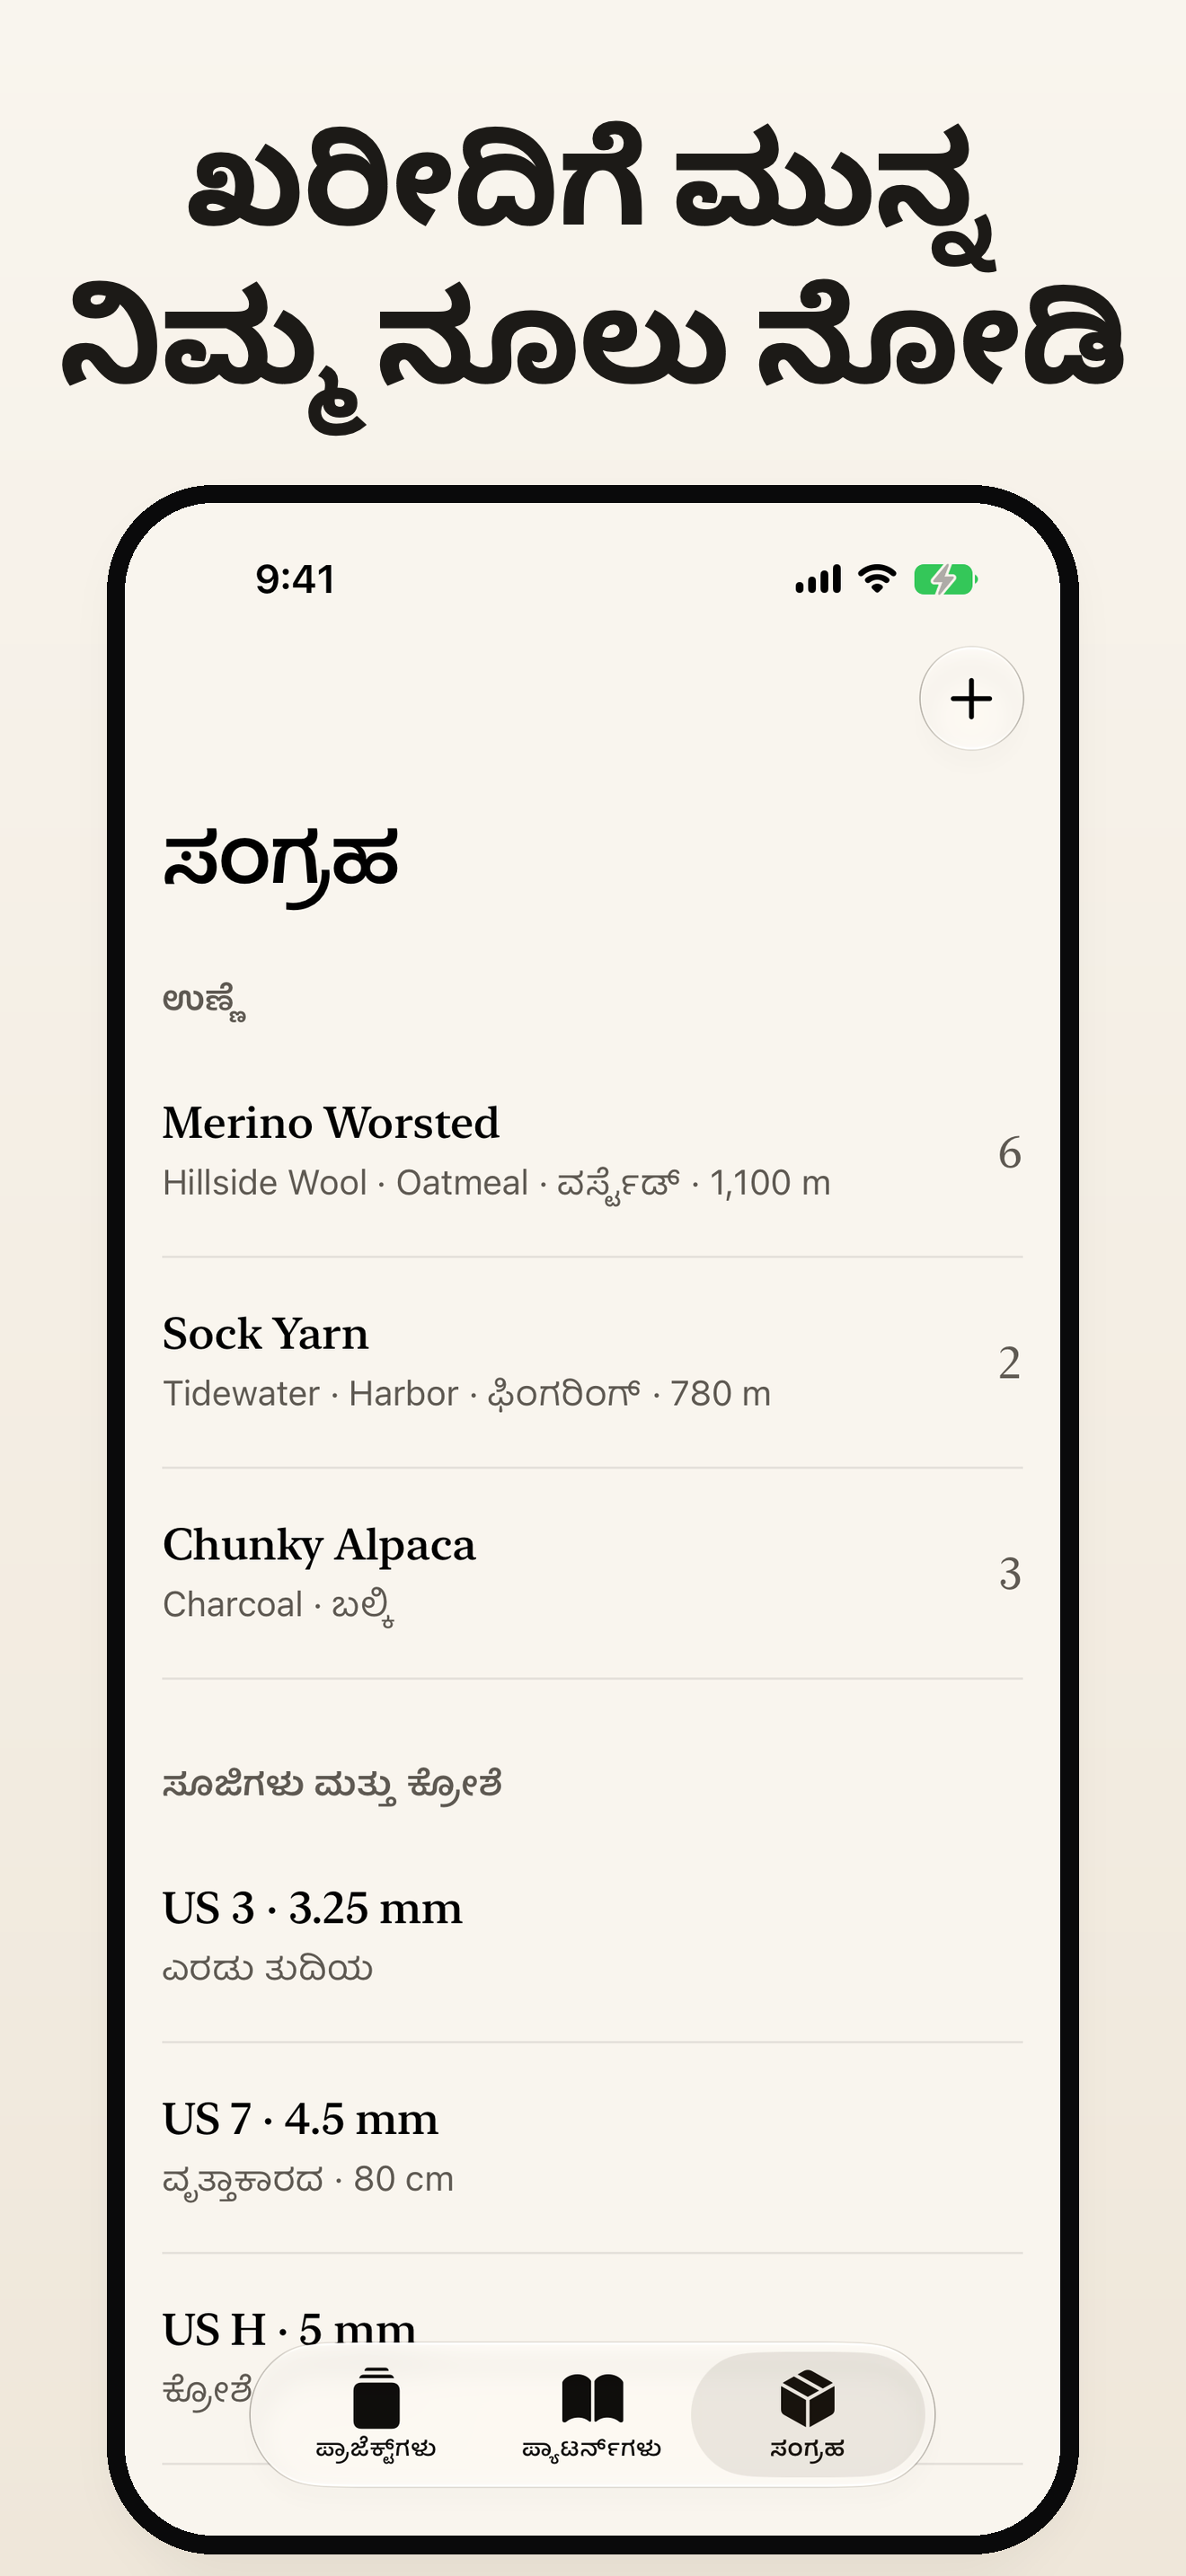 ಖರೀದಿಗೆ ಮುನ್ನ
ನಿಮ್ಮ ನೂಲು ನೋಡಿ
9:41
ಸಂಗ್ರಹ
ಉಣ್ಣೆ
Merino Worsted
6
Hillside Wool · Oatmeal · ವರ್ಸ್ಟೆಡ್ · 1,100 m
Sock Yarn
2
Tidewater · Harbor · ಫಿಂಗರಿಂಗ್ · 780 m
Chunky Alpaca
3
Charcoal · ಬಲ್ಕಿ
ಸೂಜಿಗಳು ಮತ್ತು ಕ್ರೋಶೆ
US 3 · 3.25 mm
ಎರಡು ತುದಿಯ
US 7 · 4.5 mm
ವೃತ್ತಾಕಾರದ · 80 cm
US H · 5 mm
ಕ್ರೋಶೆ
ಪ್ರಾಜೆಕ್ಟ್‌ಗಳು
ಪ್ಯಾಟರ್ನ್‌ಗಳು
ಸಂಗ್ರಹ